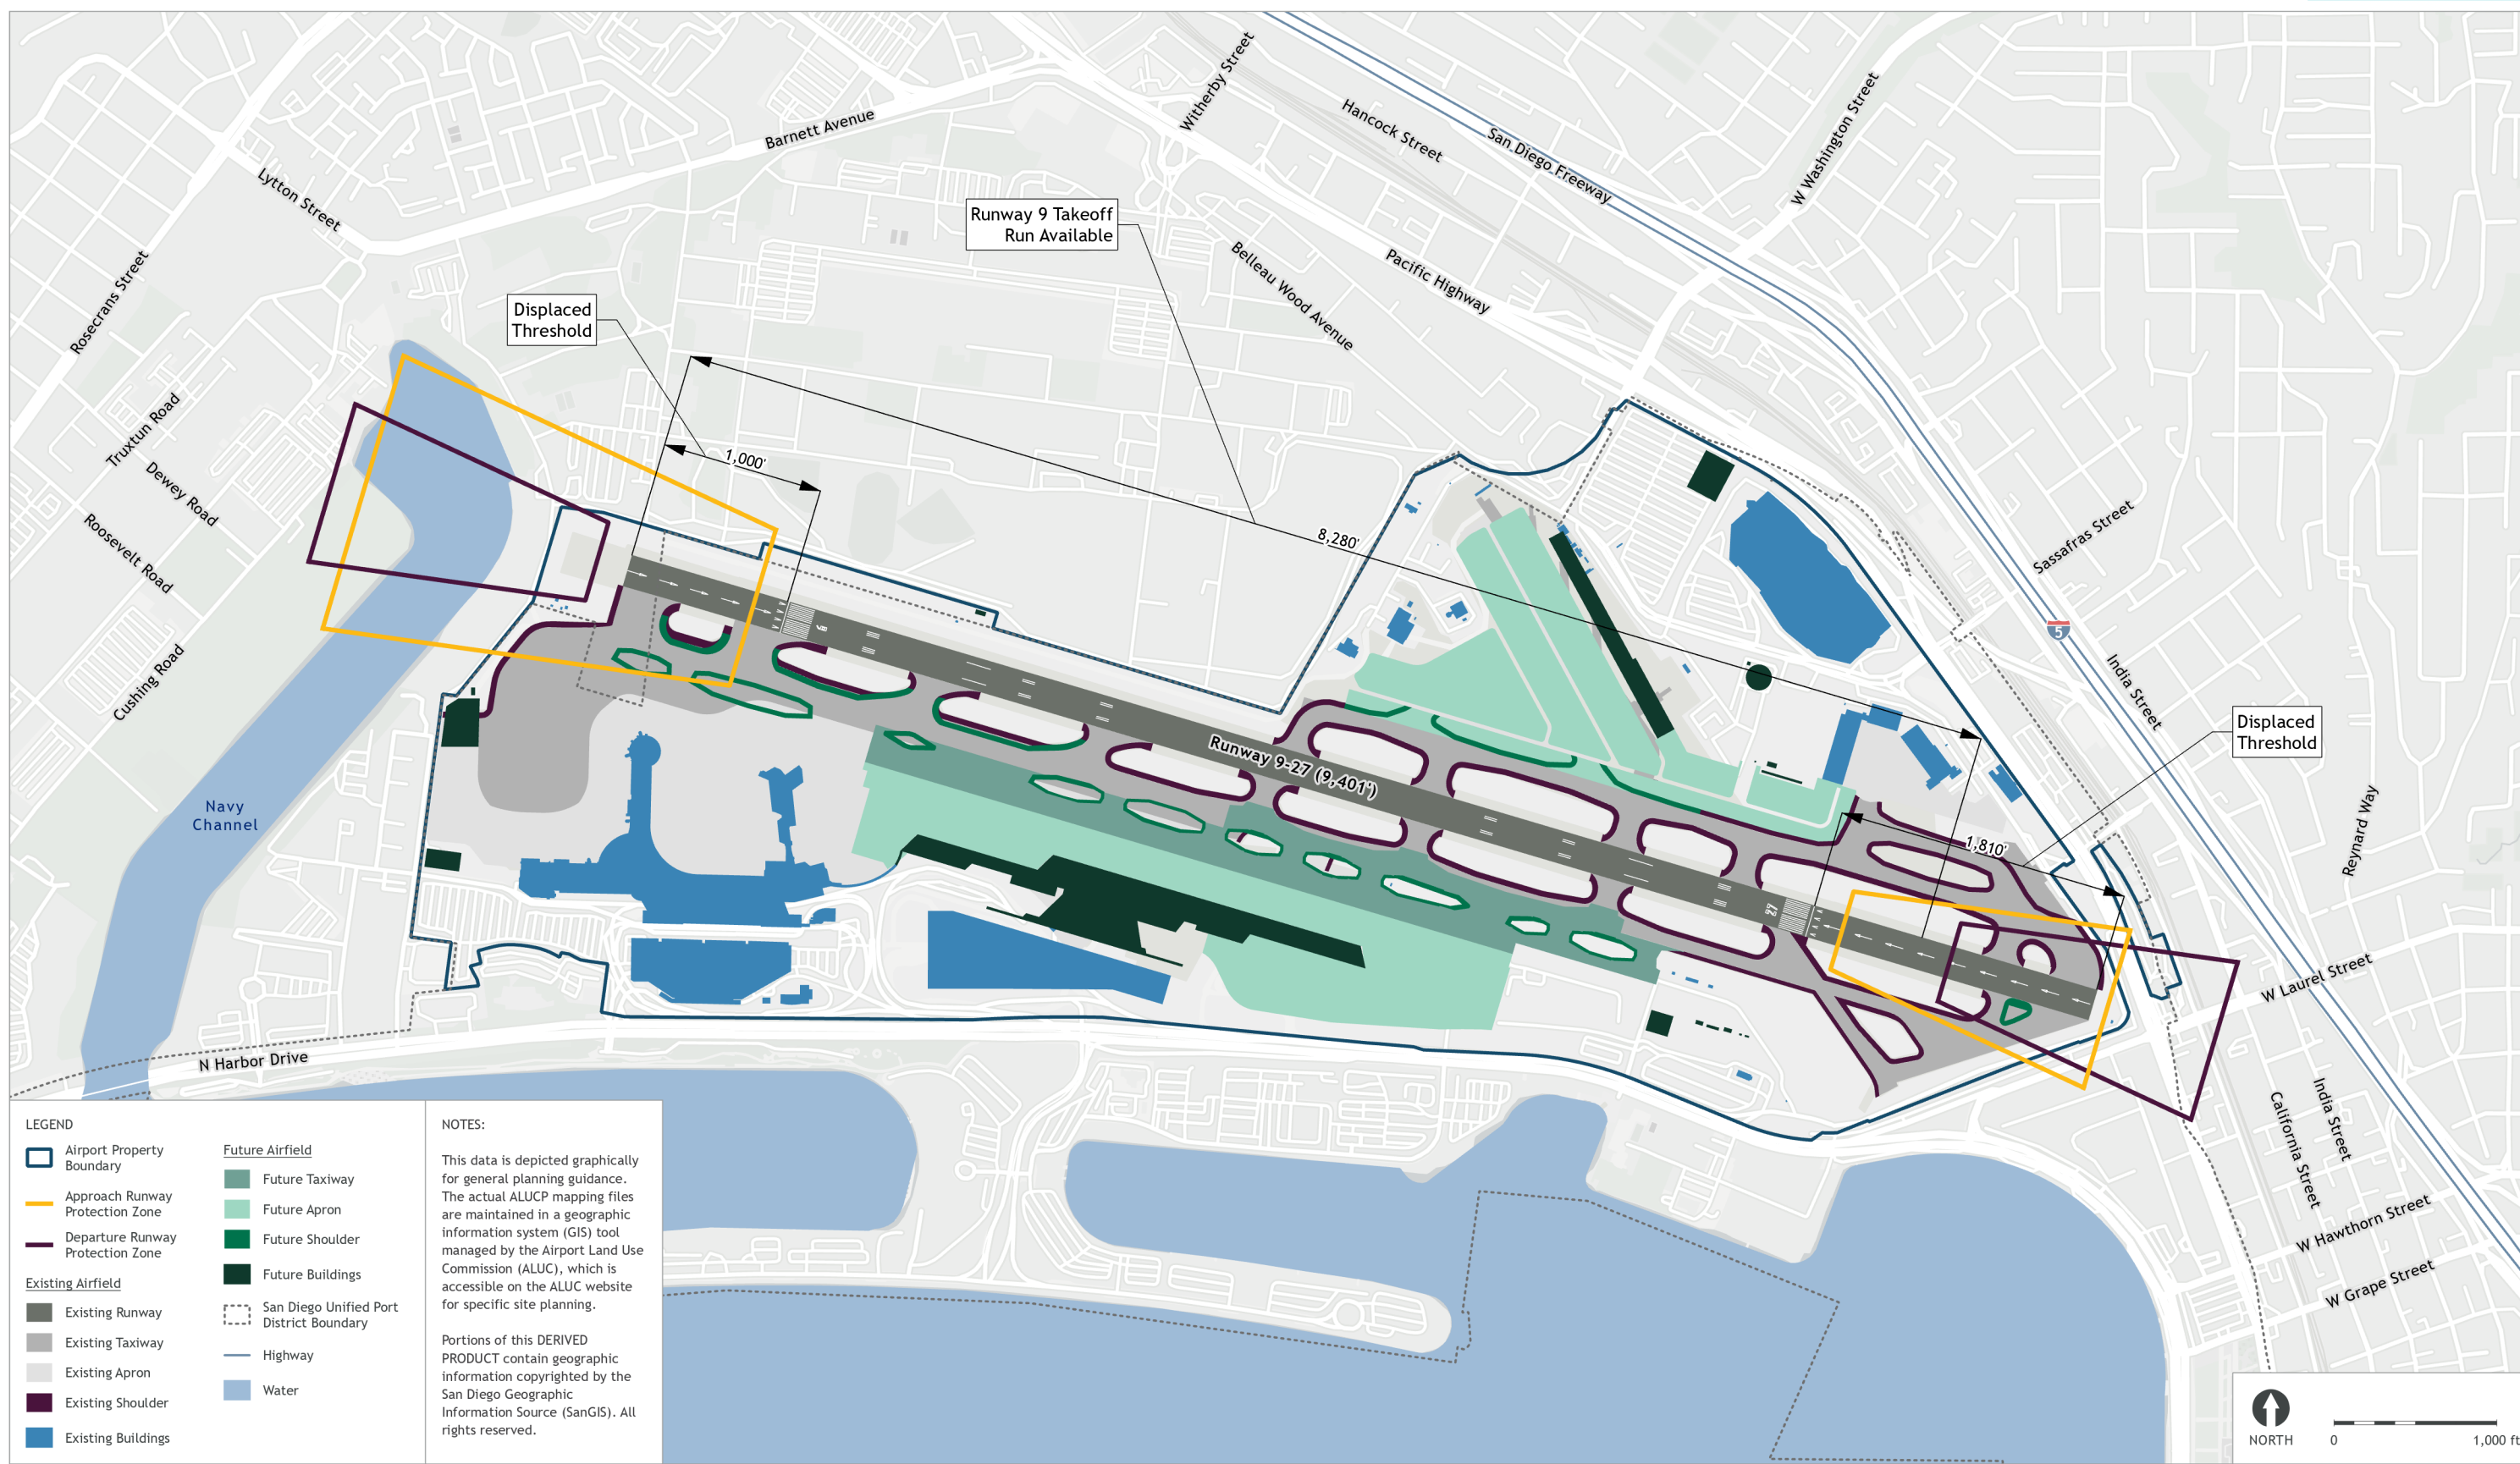 Witherby Street
Hancock Street
San Diego Freeway
W Washington Street
Barnett Avenue
Lytton Street
Rosecrans Street
Runway 9 Takeoff
Run Available
Belleau Wood Avenue
Pacific Highway
Displaced
Threshold
Truxtun Road
Dewey Road
Roosevelt Road
Cushing Road
1,000'
8,280'
Sassafras Street
5
India Street
Displaced
Threshold
Runway 9-27 (9,401')
9
27
1,810'
Reynard Way
Navy
Channel
W Laurel Street
N Harbor Drive
India Street
California Street
W Hawthorn Street
W Grape Street
LEGEND
Airport Property
Boundary
Approach Runway
Protection Zone
Departure Runway
Protection Zone
Existing Airfield
Existing Runway
Existing Taxiway
Existing Apron
Existing Shoulder
Existing Buildings
Future Airfield
Future Taxiway
Future Apron
Future Shoulder
Future Buildings
San Diego Unified Port
District Boundary
Highway
Water
NOTES:
This data is depicted graphically
for general planning guidance.
The actual ALUCP mapping files
are maintained in a geographic
information system (GIS) tool
managed by the Airport Land Use
Commission (ALUC), which is
accessible on the ALUC website
for specific site planning.
Portions of this DERIVED
PRODUCT contain geographic
information copyrighted by the
San Diego Geographic
Information Source (SanGIS). All
rights reserved.
NORTH
0 1,000 ft